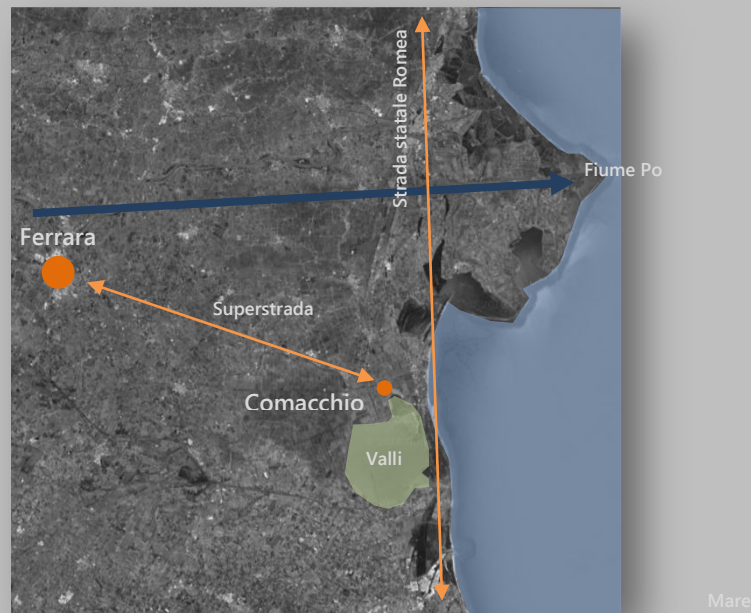 Strada statale Romea
Fiume Po
Ferrara
Superstrada
Comacchio
Valli
Mare